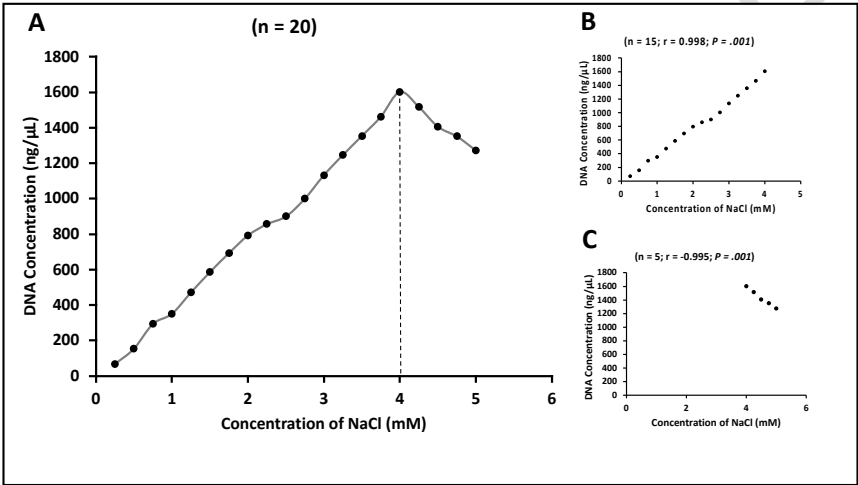 A
(n = 20)
DNA Concentration (ng/µL)
1800
1600
1400
1200
1000
800
600
400
200
0
0 1 2 3 4 5 6
Concentration of NaCl (mM)
B
(n = 15; r = 0.998; P = .001)
DNA Concentration (ng/µL)
1800
1600
1400
1200
1000
800
600
400
200
0
0 1 2 3 4 5
Concentration of NaCl (mM)
C
(n = 5; r = -0.995; P = .001)
DNA Concentration (ng/µL)
1800
1600
1400
1200
1000
800
600
400
200
0
0 2 4 6
Concentration of NaCl (mM)